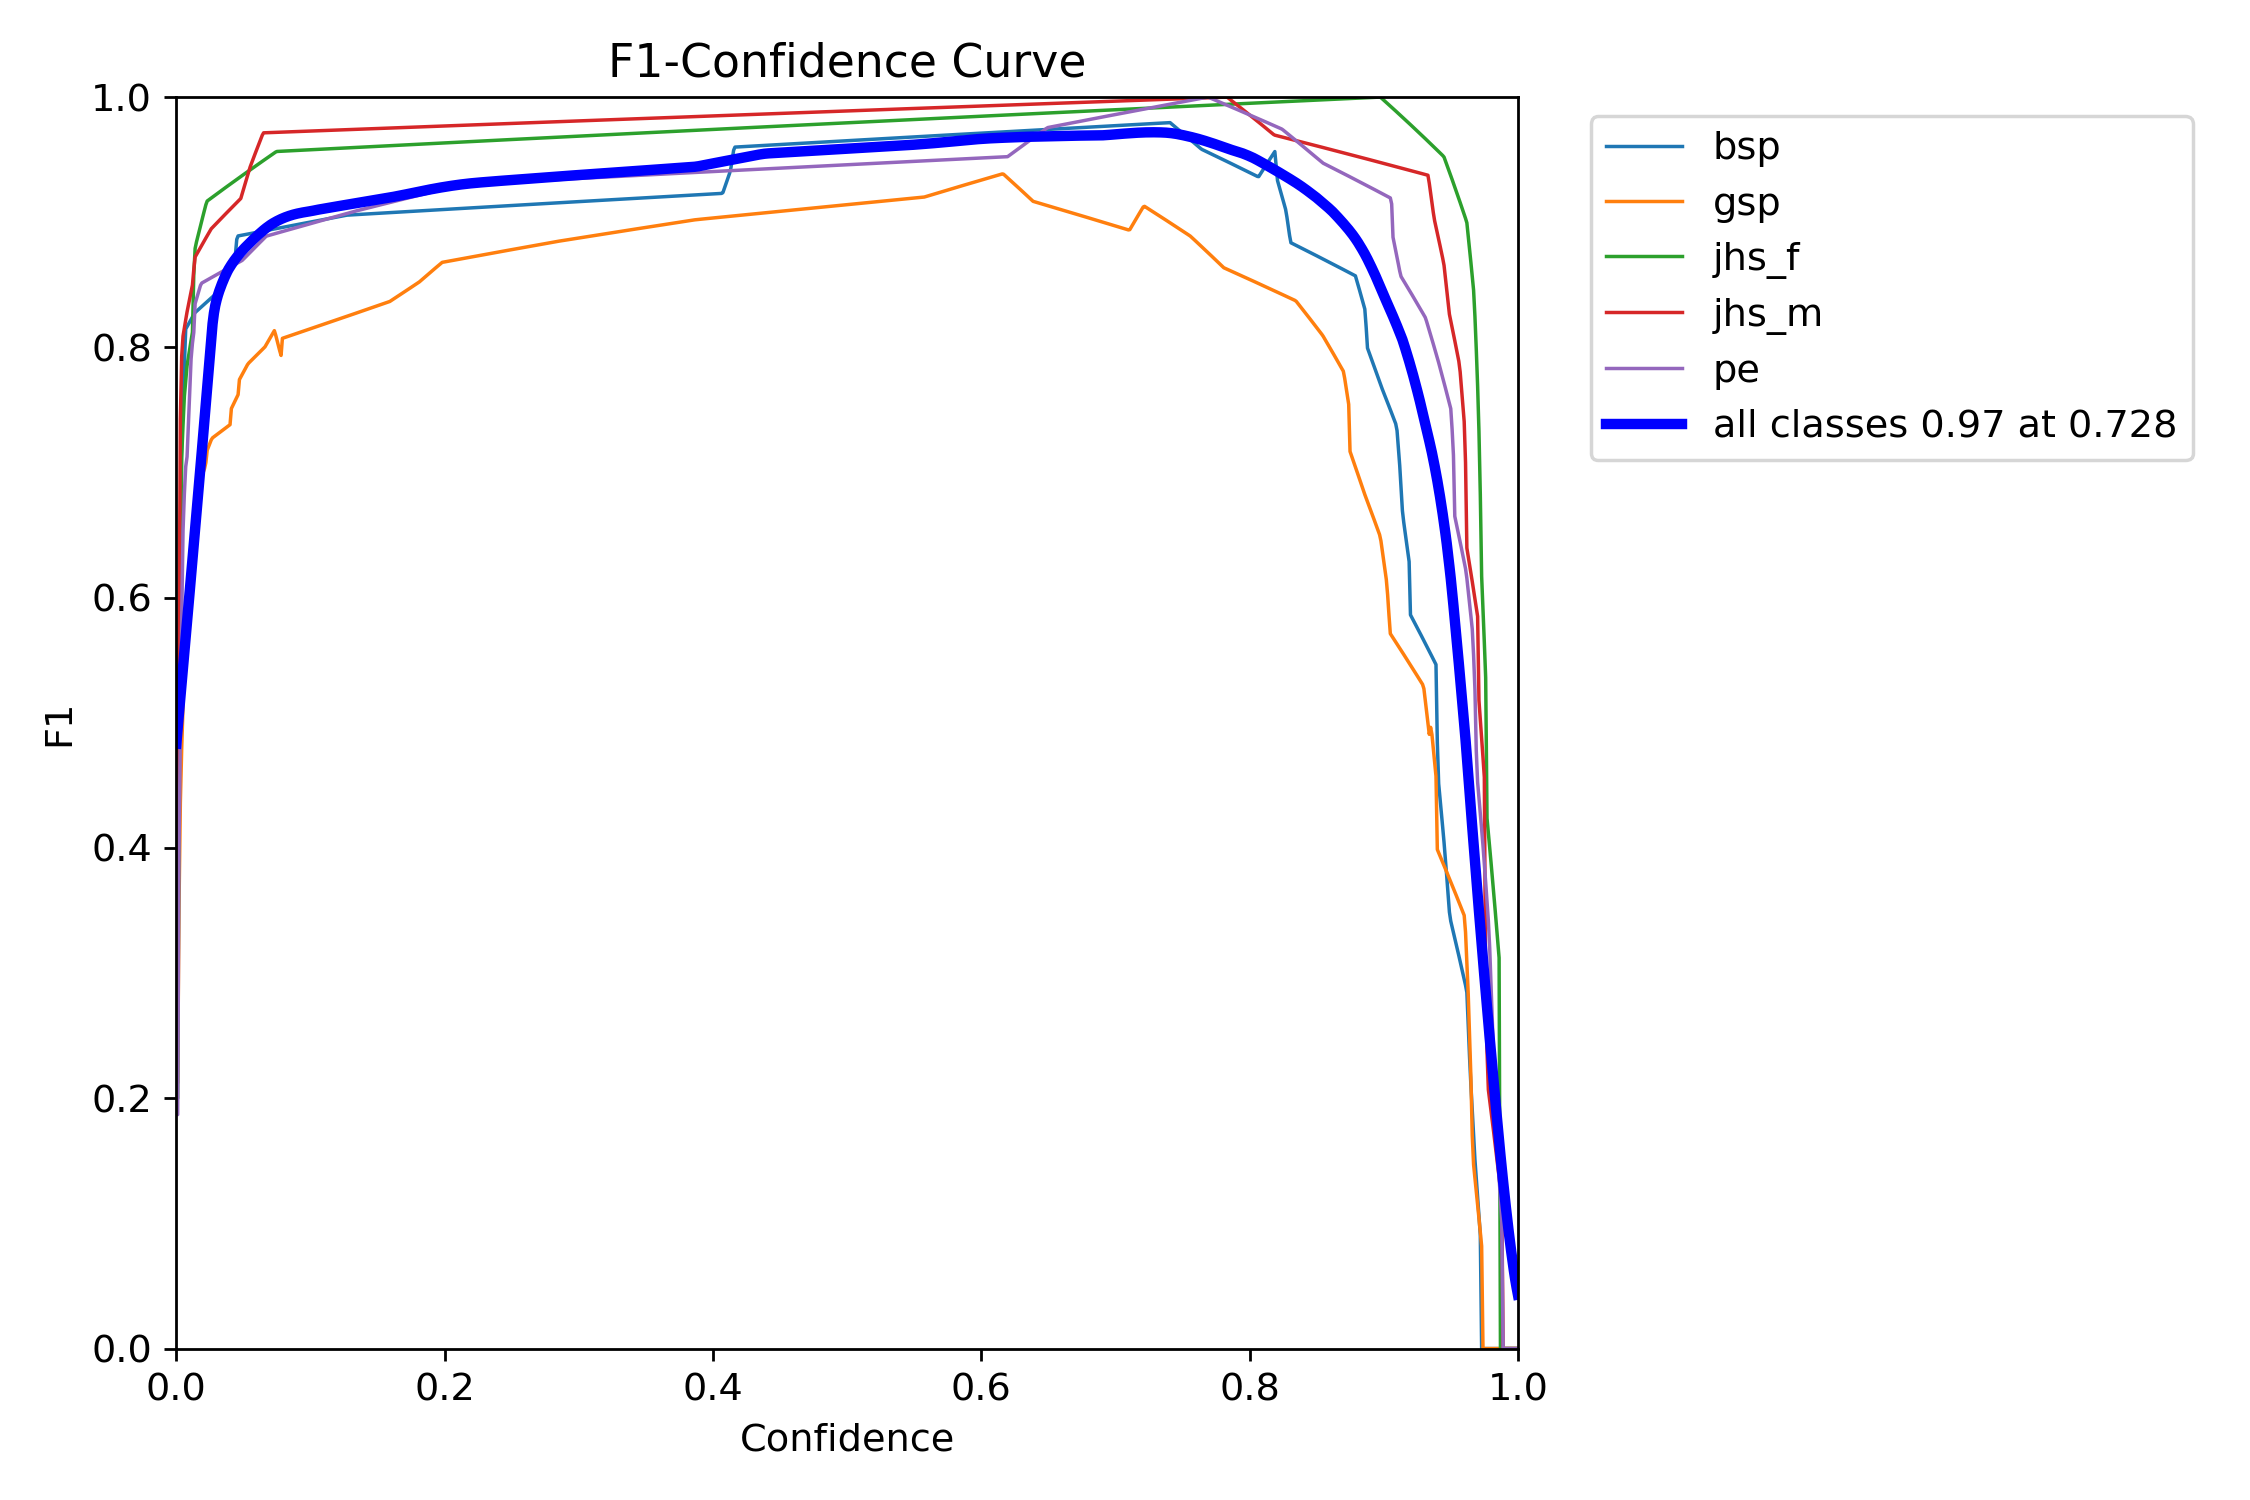 F1-Confidence Curve
1.0
0.8
0.6
0.4
0.2
0.0
F1
0.0 0.2 0.4 0.6 0.8 1.0
Confidence
bsp
gsp
jhs_f
jhs_m
pe
all classes 0.97 at 0.728